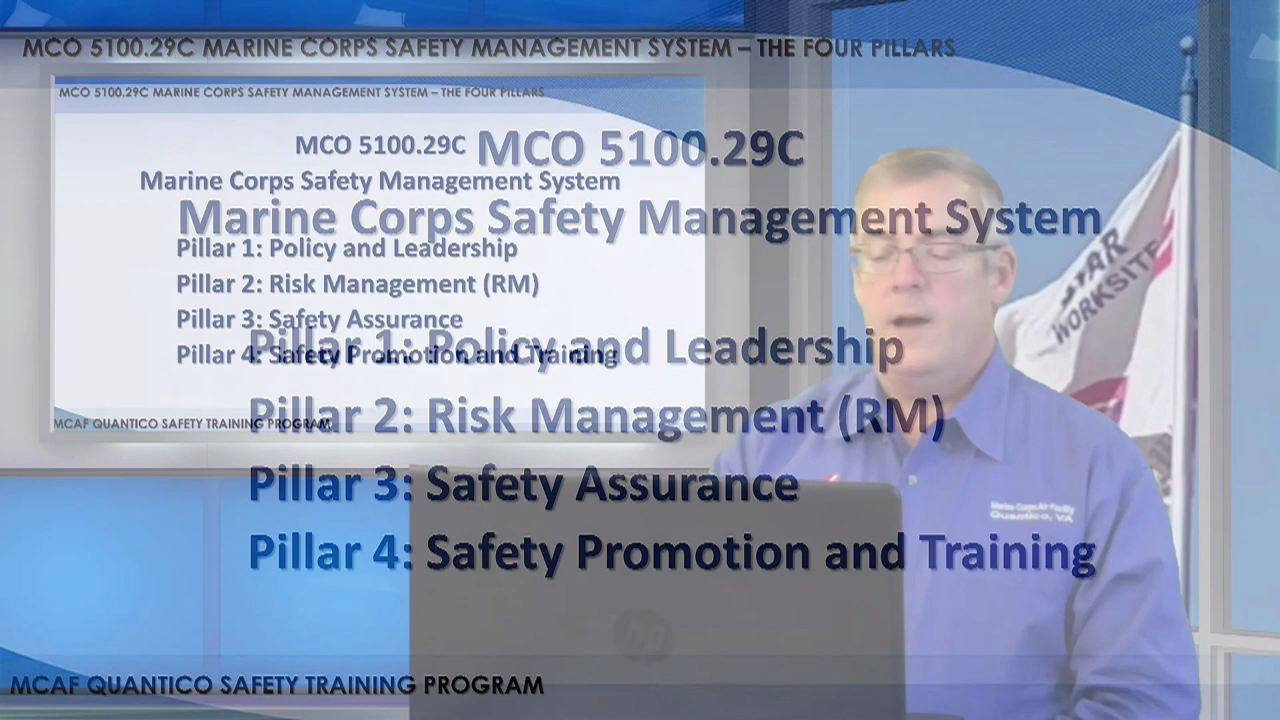 MCO 5100.29C MARINE CORPS SAFETY MANAGEMENT SYSTEM – THE FOUR PILLARS
MCO 5100.29C MARINE CORPS SAFETY MANAGEMENT SYSTEM – THE FOUR PILLARS
MCO 5100.29C
Marine Corps Safety Management System
Pillar 1: Policy and Leadership
Pillar 2: Risk Management (RM)
Pillar 3: Safety Assurance
Pillar 4: Safety Promotion and Training
MCAF QUANTICO SAFETY TRAINING PROGRAM
MCO 5100.29C
Marine Corps Safety Management System
Pillar 1: Policy and Leadership
Pillar 2: Risk Management (RM)
Pillar 3: Safety Assurance
Pillar 4: Safety Promotion and Training
STAR
WORKSITE
Marine Corps Air Facility
Quantico, VA
hp
MCAF QUANTICO SAFETY TRAINING PROGRAM